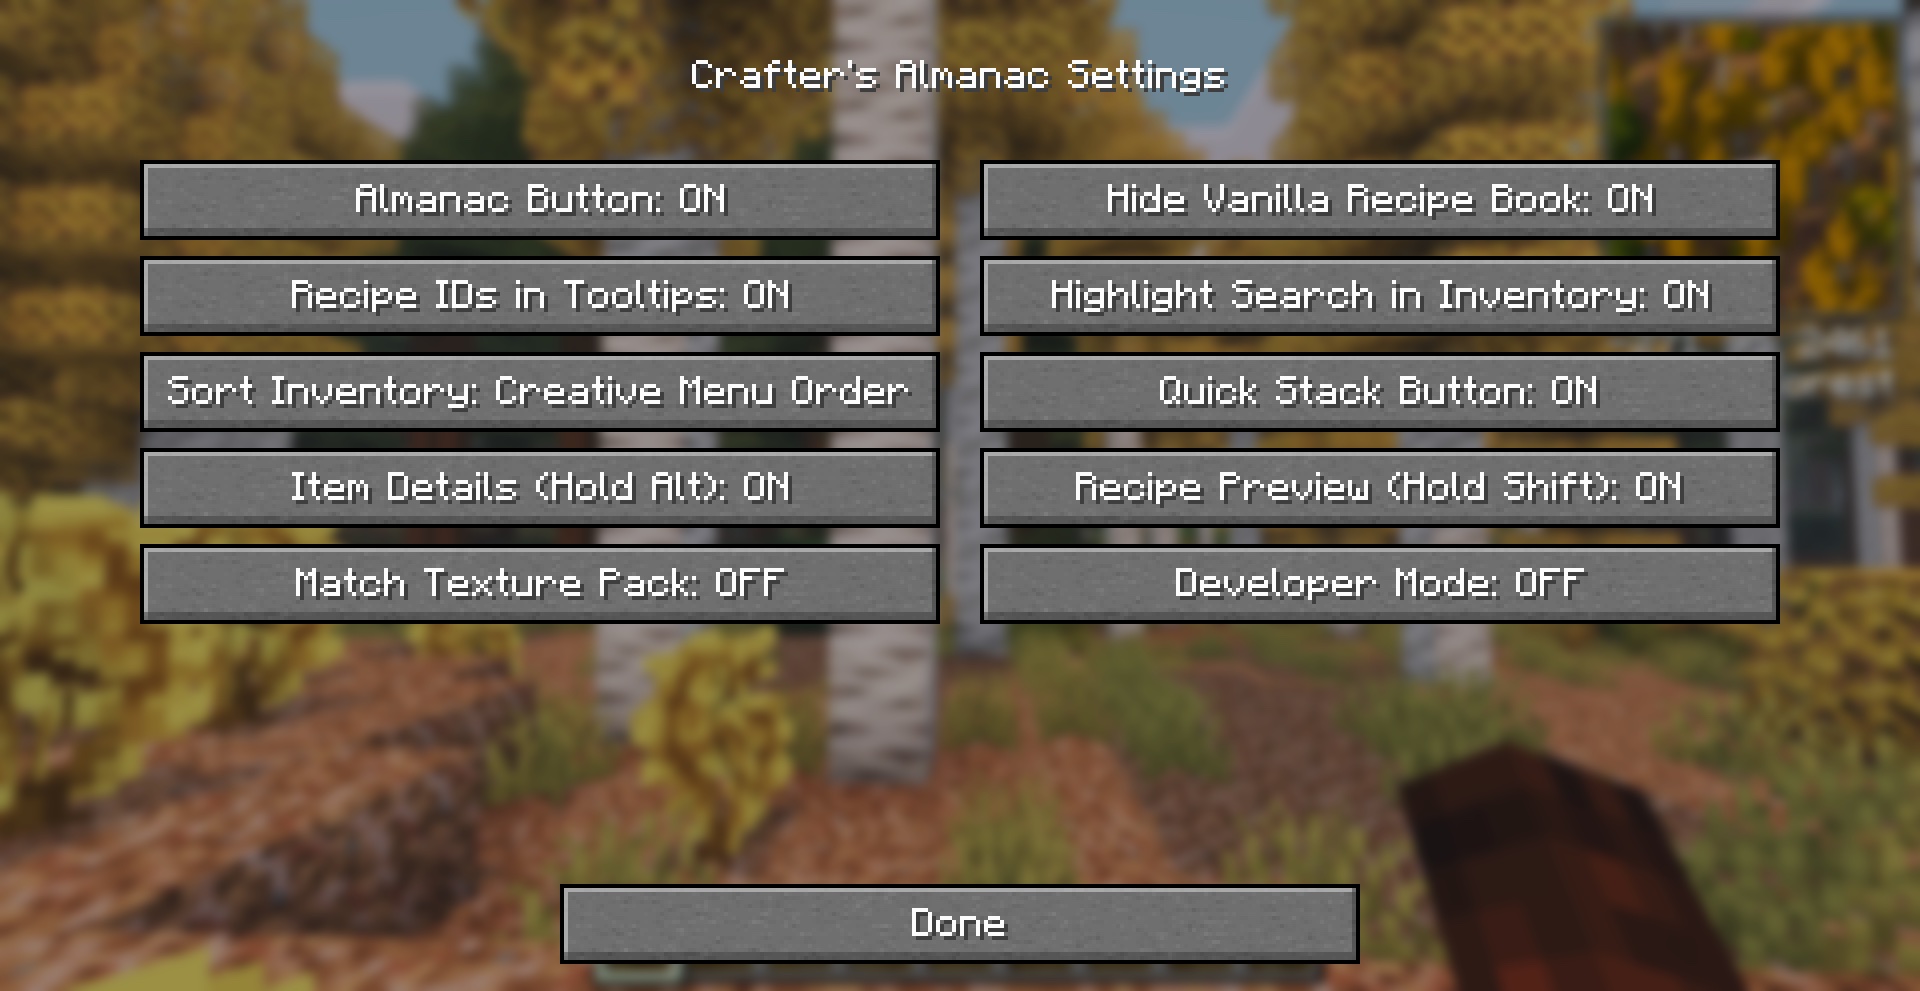 Crafter's Almanac Settings
Almanac Button: ON
Hide Vanilla Recipe Book: ON
Recipe IDs in Tooltips: ON
Highlight Search in Inventory: ON
Sort Inventory: Creative Menu Order
Quick Stack Button: ON
Item Details (Hold Alt): ON
Recipe Preview (Hold Shift): ON
Match Texture Pack: OFF
Developer Mode: OFF
Done